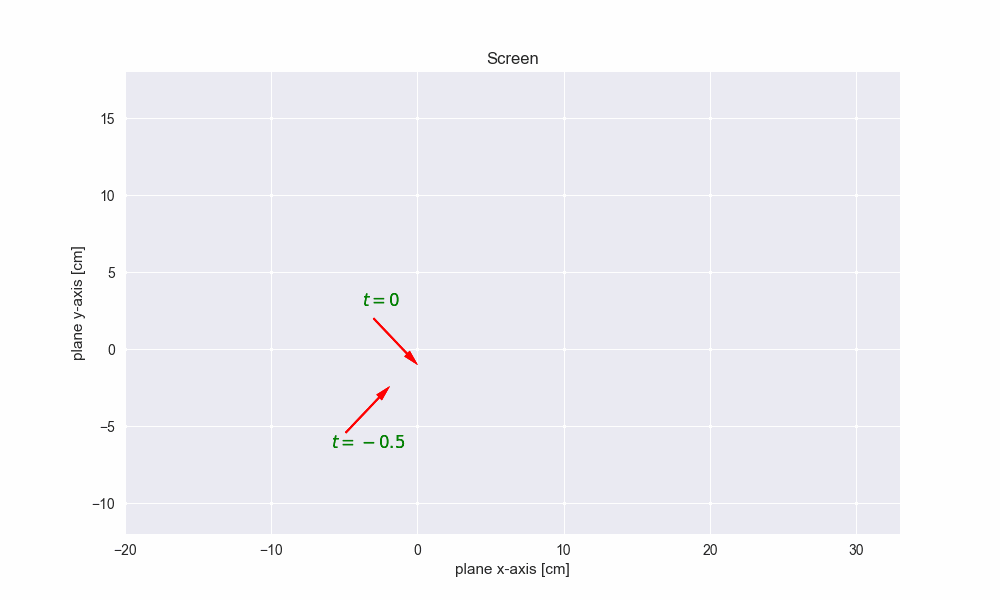 Screen
15
10
5
0
−5
−10
plane y-axis [cm]
t = 0
t = − 0.5
−20
−10
0
10
20
30
plane x-axis [cm]